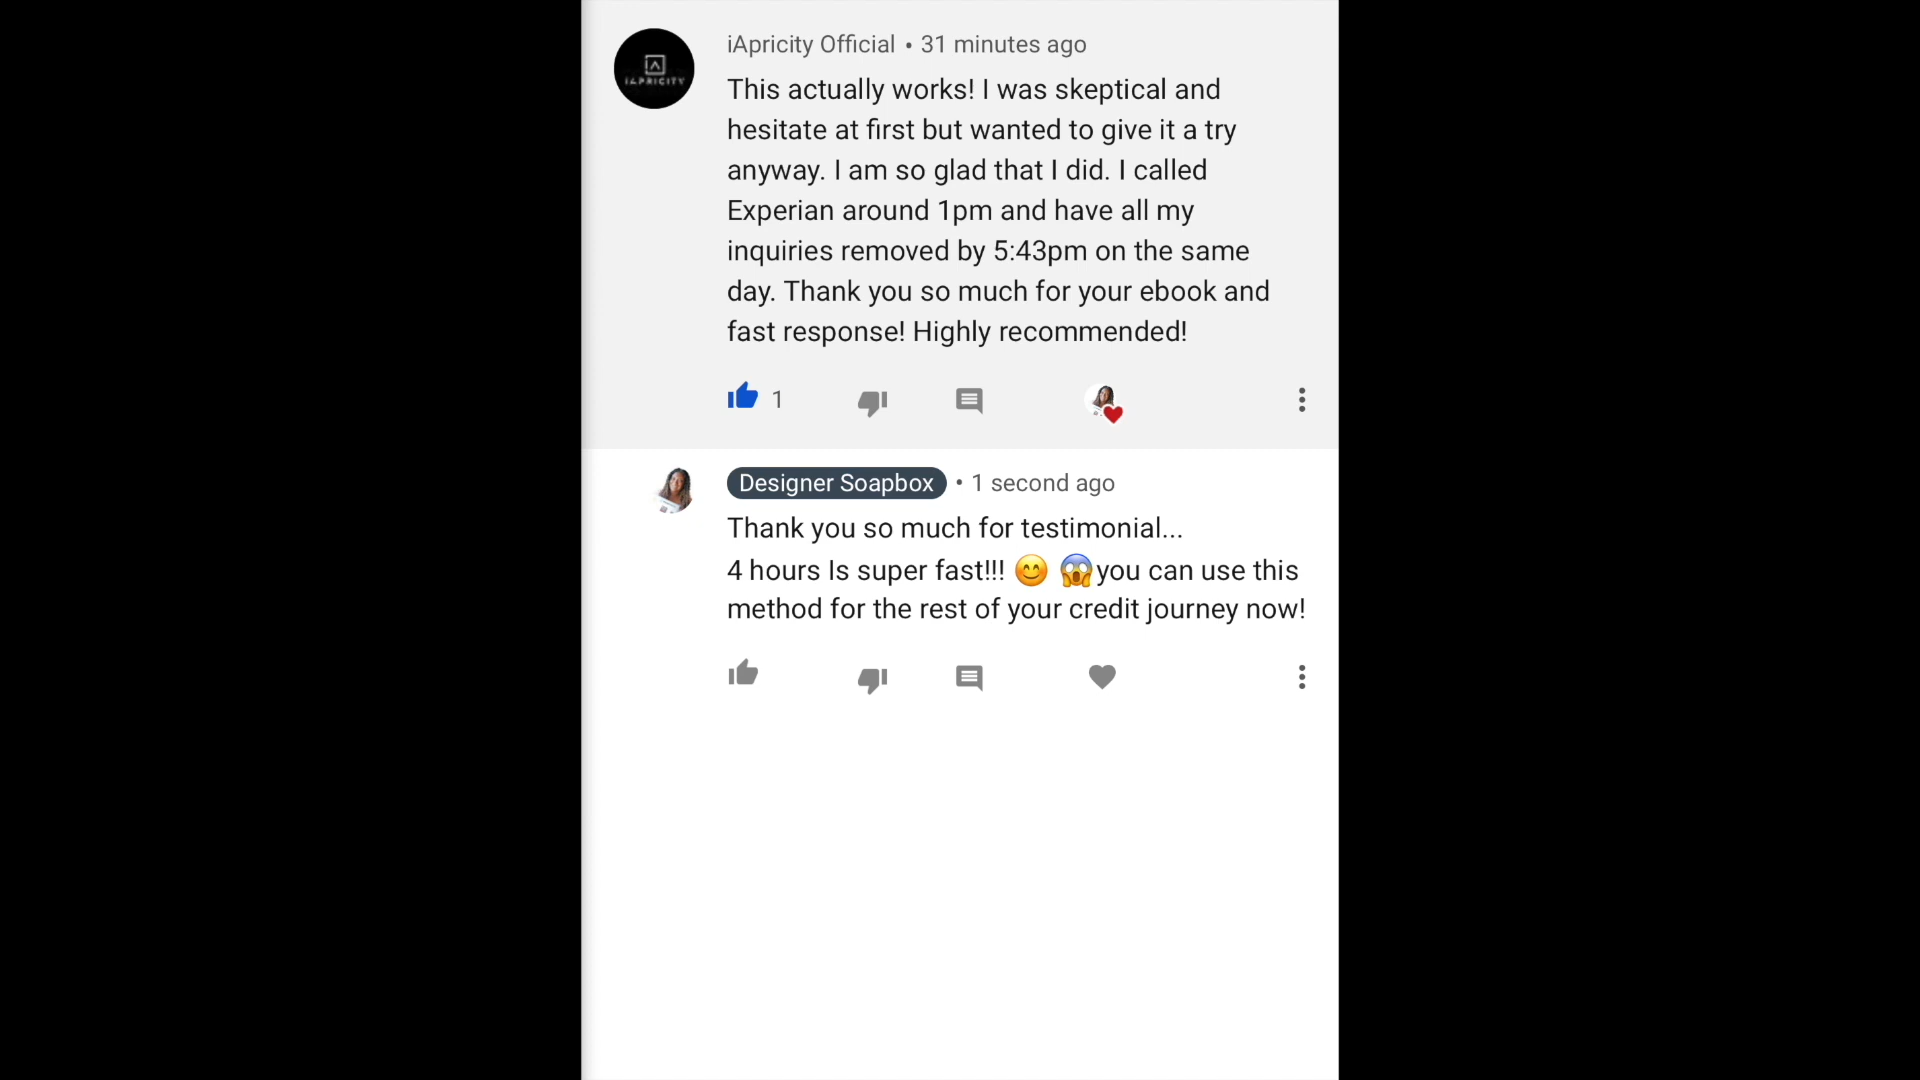 iApricity Official • 31 minutes ago
IΔPRICITY
This actually works! I was skeptical and
hesitate at first but wanted to give it a try
anyway. I am so glad that I did. I called
Experian around 1pm and have all my
inquiries removed by 5:43pm on the same
day. Thank you so much for your ebook and
fast response! Highly recommended!
1
Designer Soapbox • 1 second ago
Thank you so much for testimonial...
4 hours Is super fast!!! 😊 😱you can use this
method for the rest of your credit journey now!